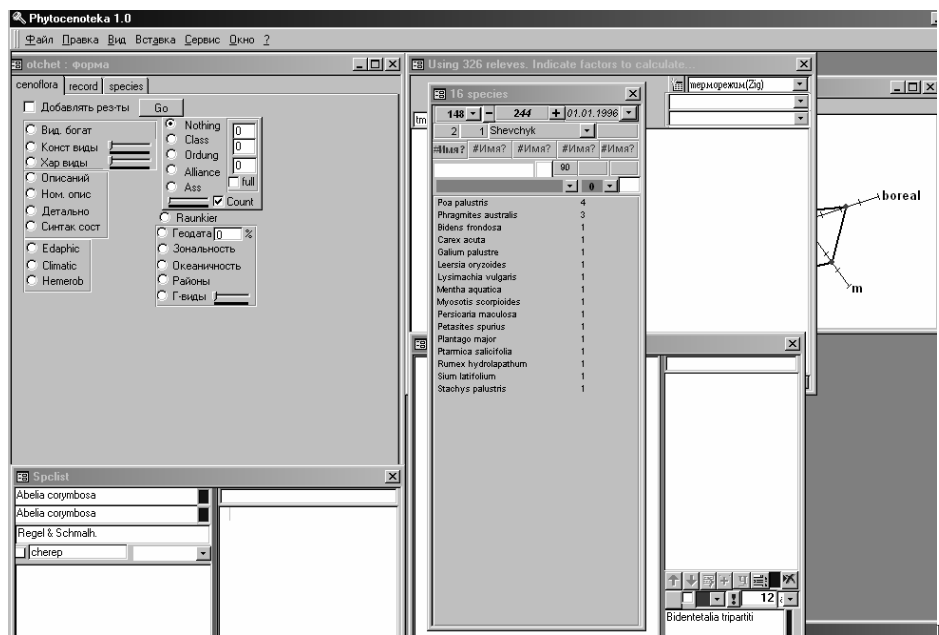 Phytocenoteka 1.0
Файл Правка Вид Вставка Сервис Окно ?
otchet : форма
cenoflora record species
Добавлять рез-ты Go
Вид. богат
Конст виды
Хар виды
Описаний
Ном. опис
Детально
Синтак сост
Edaphic
Climatic
Hemerob
Nothing 0
Class 0
Ordung
Alliance 0
Ass full
Count
Raunkier
Геодата 0 %
Зональность
Океаничность
Районы
Г-виды
Using 326 releves. Indicate factors to calculate...
терморежим(Zig)
tm
16 species
148 - 244 + 01.01.1996
2 1 Shevchyk
#Имя? #Имя? #Имя? #Имя?
90
0
Poa palustris 4
Phragmites australis 3
Bidens frondosa 1
Carex acuta 1
Galium palustre 1
Leersia oryzoides 1
Lysimachia vulgaris 1
Mentha aquatica 1
Myosotis scorpioides 1
Persicaria maculosa 1
Petasites spurius 1
Plantago major 1
Ptarmica salicifolia 1
Rumex hydrolapathum 1
Sium latifolium 1
Stachys palustris 1
boreal
m
Spclist
Abelia corymbosa
Abelia corymbosa
Regel & Schmalh.
cherep
12
Bidentetalia tripartiti